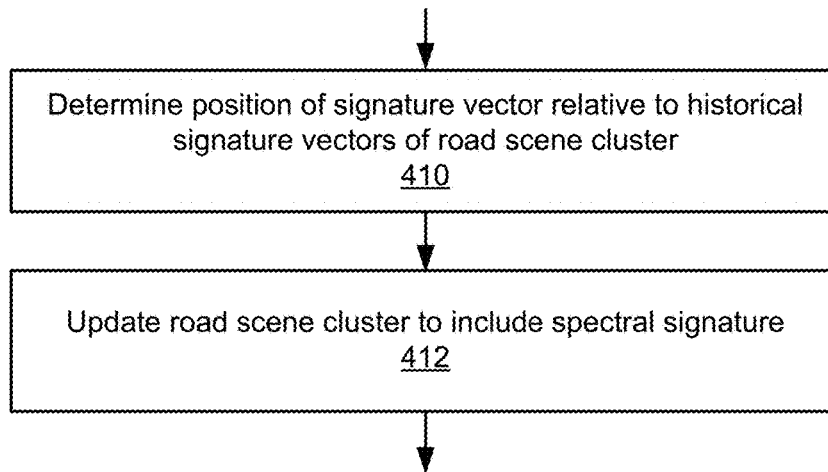 Determine position of signature vector relative to historical
signature vectors of road scene cluster
410
Update road scene cluster to include spectral signature
412